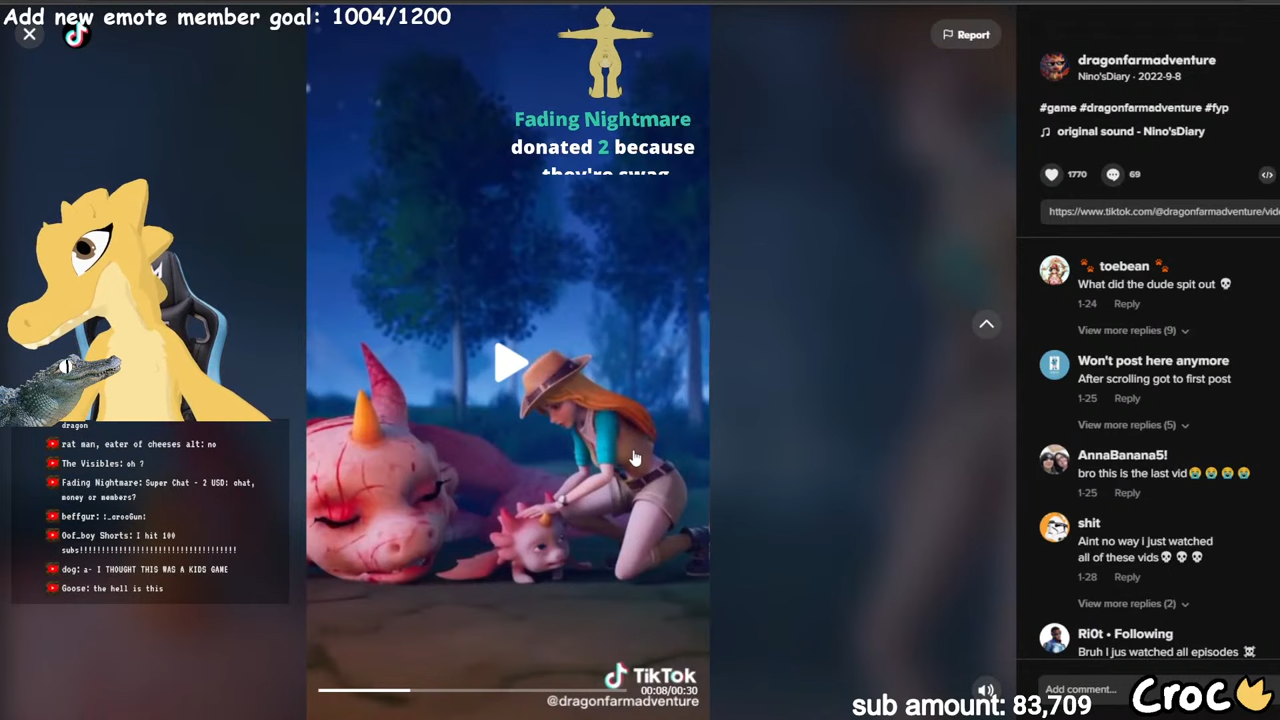 Add new emote member goal: 1004/1200
Report
Fading Nightmare
donated 2 because
they're swag
dragonfarmadventure
Nino'sDiary · 2022-9-8
#game #dragonfarmadventure #fyp
original sound - Nino'sDiary
1770
69
https://www.tiktok.com/@dragonfarmadventure/vid
toebean
What did the dude spit out
1-24 Reply
View more replies (9)
Won't post here anymore
After scrolling got to first post
1-25 Reply
View more replies (5)
AnnaBanana5!
bro this is the last vid
1-25 Reply
shit
Aint no way i just watched
all of these vids
1-28 Reply
View more replies (2)
Ri0t • Following
Bruh I jus watched all episodes
Add comment...
dragon
rat man, eater of cheeses alt: no
The Visibles: oh ?
Fading Nightmare: Super Chat - 2 USD: chat,
money or members?
beffgur: :_crocGun:
Oof_boy Shorts: I hit 100
subs!!!!!!!!!!!!!!!!!!!!!!!!!!!!!!!!!!!!!
dog: a- I THOUGHT THIS WAS A KIDS GAME
Goose: the hell is this
TikTok
00:08/00:30
@dragonfarmadventure
sub amount: 83,709
Croc